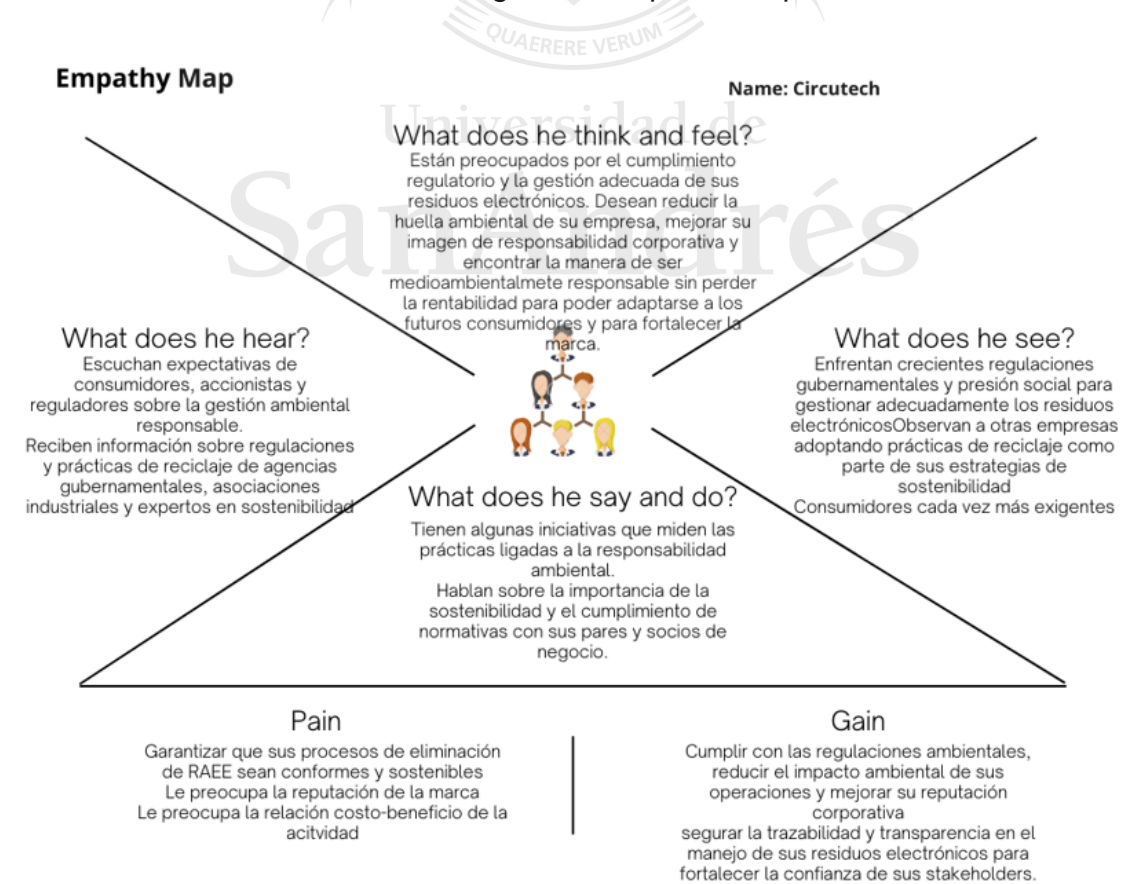 QUAERERE VERUM
Empathy Map
Name: Circutech
Universidad de
SanAndrés
What does he think and feel?
Están preocupados por el cumplimiento
regulatorio y la gestión adecuada de sus
residuos electrónicos. Desean reducir la
huella ambiental de su empresa, mejorar su
imagen de responsabilidad corporativa y
encontrar la manera de ser
medioambientalmete responsable sin perder
la rentabilidad para poder adaptarse a los
futuros consumidores y para fortalecer la
marca.
What does he hear?
Escuchan expectativas de
consumidores, accionistas y
reguladores sobre la gestión ambiental
responsable.
Reciben información sobre regulaciones
y prácticas de reciclaje de agencias
gubernamentales, asociaciones
industriales y expertos en sostenibilidad
What does he see?
Enfrentan crecientes regulaciones
gubernamentales y presión social para
gestionar adecuadamente los residuos
electrónicosObservan a otras empresas
adoptando prácticas de reciclaje como
parte de sus estrategias de
sostenibilidad
Consumidores cada vez más exigentes
What does he say and do?
Tienen algunas iniciativas que miden las
prácticas ligadas a la responsabilidad
ambiental.
Hablan sobre la importancia de la
sostenibilidad y el cumplimiento de
normativas con sus pares y socios de
negocio.
Pain
Garantizar que sus procesos de eliminación
de RAEE sean conformes y sostenibles
Le preocupa la reputación de la marca
Le preocupa la relación costo-beneficio de la
acitvidad
Gain
Cumplir con las regulaciones ambientales,
reducir el impacto ambiental de sus
operaciones y mejorar su reputación
corporativa
segurar la trazabilidad y transparencia en el
manejo de sus residuos electrónicos para
fortalecer la confianza de sus stakeholders.